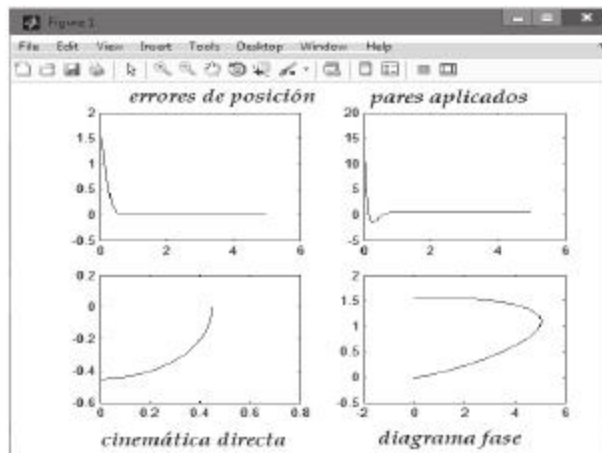 Figure 1
File Edit View Insert Tools Desktop Window Help
errores de posición
pares aplicados
2
1.5
1
0.5
0
-0.5
0 2 4 6
20
15
10
5
0
-5
0 2 4 6
0.2
0
-0.2
-0.4
-0.6
0 0.2 0.4 0.6 0.8
2
1.5
1
0.5
0
-0.5
-2 0 2 4 6
cinemática directa
diagrama fase